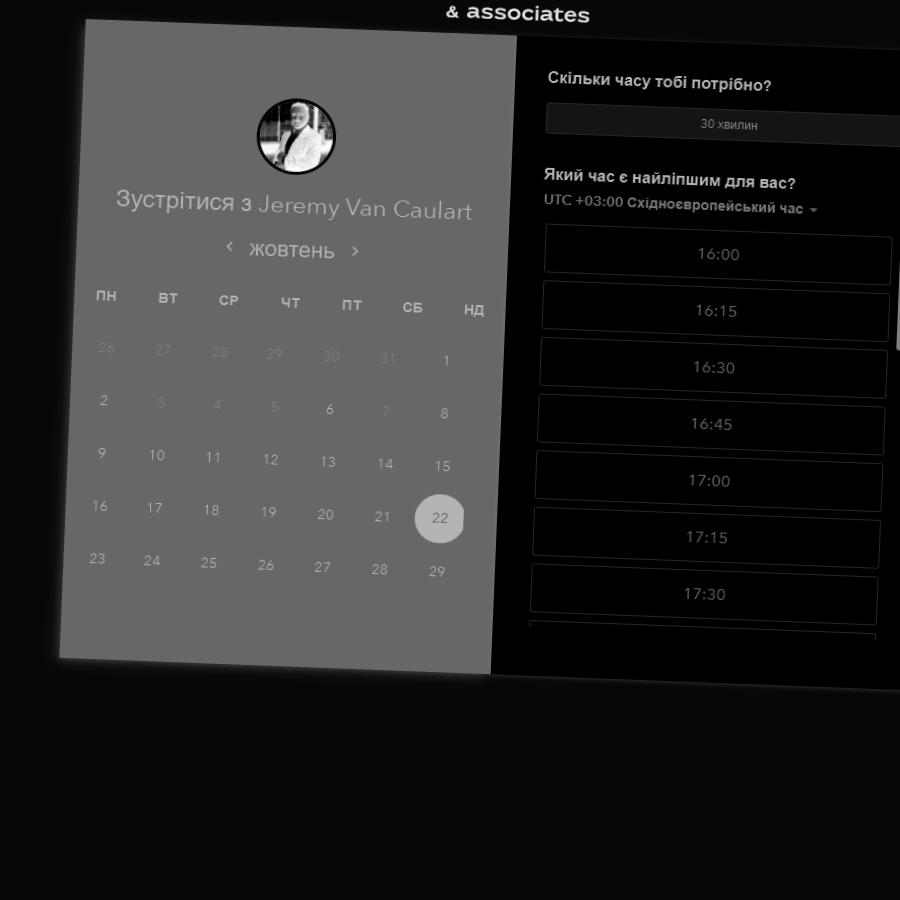 & associates
Зустрітися з Jeremy Van Caulart
жовтень
ПН ВТ СР ЧТ ПТ СБ НД
26 27 28 29 30 31 1
2 3 4 5 6 7 8
9 10 11 12 13 14 15
16 17 18 19 20 21 22
23 24 25 26 27 28 29
Скільки часу тобі потрібно?
30 хвилин
Який час є найліпшим для вас?
UTC +03:00 Східноєвропейський час
16:00
16:15
16:30
16:45
17:00
17:15
17:30